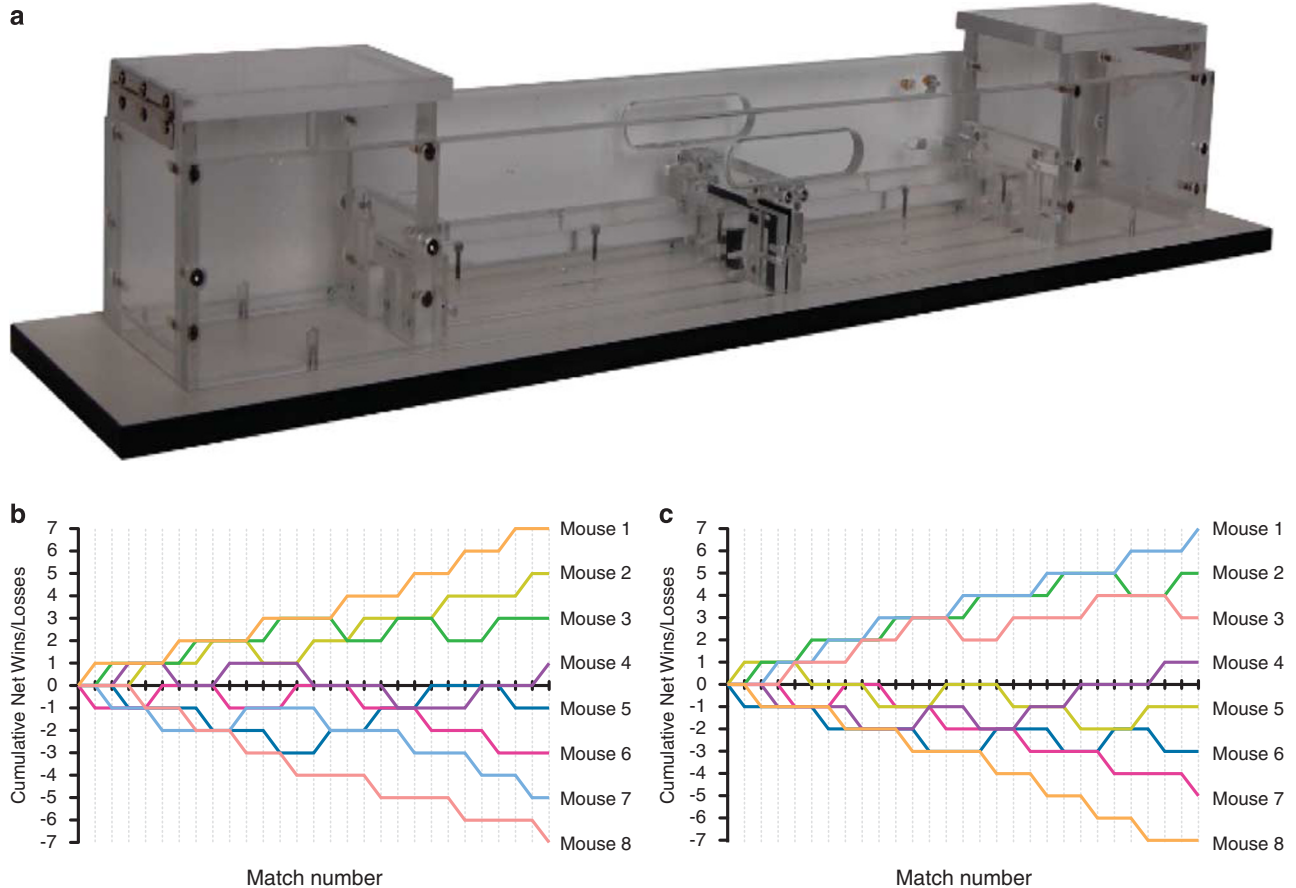 a
b
Cumulative Net Wins/Losses
7
6
5
4
3
2
1
0
-1
-2
-3
-4
-5
-6
-7
Mouse 1
Mouse 2
Mouse 3
Mouse 4
Mouse 5
Mouse 6
Mouse 7
Mouse 8
Match number
c
Cumulative Net Wins/Losses
7
6
5
4
3
2
1
0
-1
-2
-3
-4
-5
-6
-7
Mouse 1
Mouse 2
Mouse 3
Mouse 4
Mouse 5
Mouse 6
Mouse 7
Mouse 8
Match number